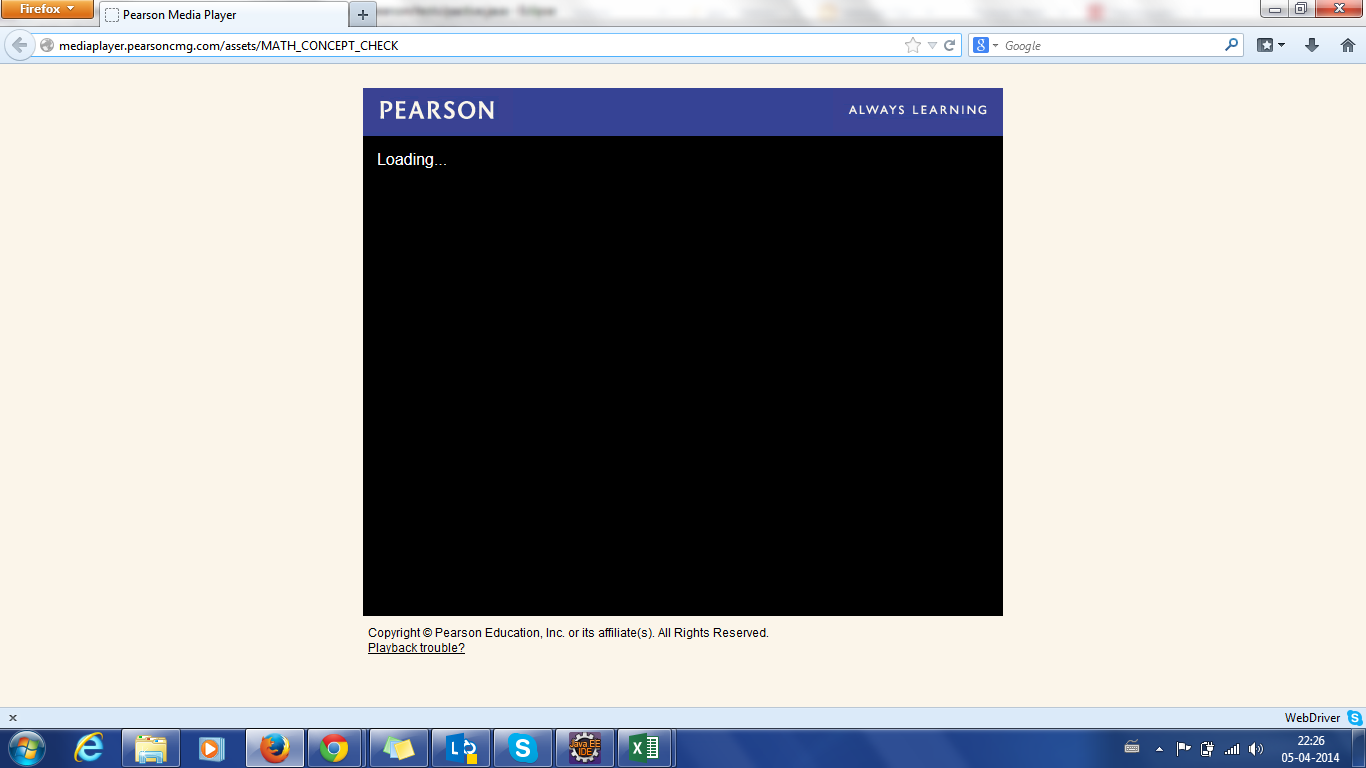 Firefox
Pearson Media Player
Eclipse
mediaplayer.pearsoncmg.com/assets/MATH_CONCEPT_CHECK
Google
PEARSON
ALWAYS LEARNING
Loading...
Copyright © Pearson Education, Inc. or its affiliate(s). All Rights Reserved.
Playback trouble?
WebDriver
Java EE
IDE
22:26
05-04-2014